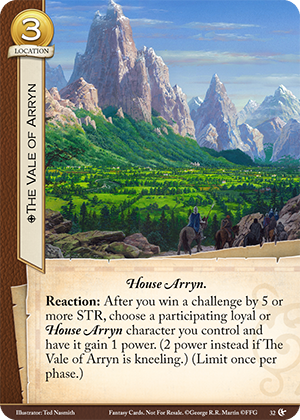 3
LOCATION
The Vale of Arryn
House Arryn.
Reaction: After you win a challenge by 5 or
more STR, choose a participating loyal or
House Arryn character you control and
have it gain 1 power. (2 power instead if The
Vale of Arryn is kneeling.) (Limit once per
phase.)
Illustrator: Ted Nasmith
Fantasy Cards. Not For Resale. ©George R.R. Martin ©FFG
32